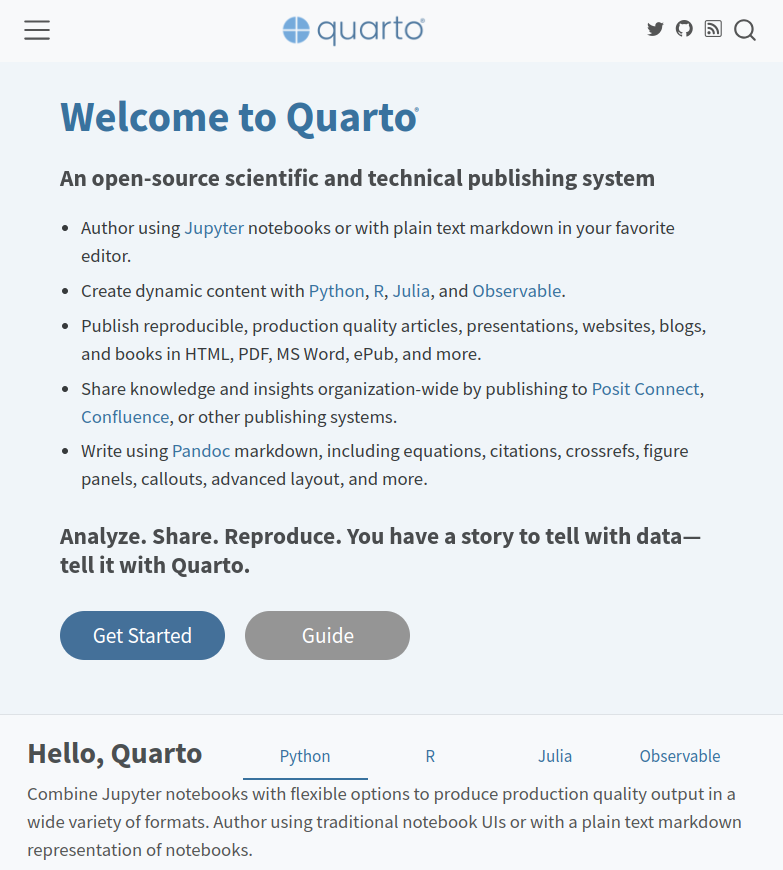 quarto®
Welcome to Quarto®
An open-source scientific and technical publishing system
• Author using Jupyter notebooks or with plain text markdown in your favorite
editor.
• Create dynamic content with Python, R, Julia, and Observable.
• Publish reproducible, production quality articles, presentations, websites, blogs,
and books in HTML, PDF, MS Word, ePub, and more.
• Share knowledge and insights organization-wide by publishing to Posit Connect,
Confluence, or other publishing systems.
• Write using Pandoc markdown, including equations, citations, crossrefs, figure
panels, callouts, advanced layout, and more.
Analyze. Share. Reproduce. You have a story to tell with data—
tell it with Quarto.
Get Started Guide
Hello, Quarto Python R Julia Observable
Combine Jupyter notebooks with flexible options to produce production quality output in a
wide variety of formats. Author using traditional notebook UIs or with a plain text markdown
representation of notebooks.